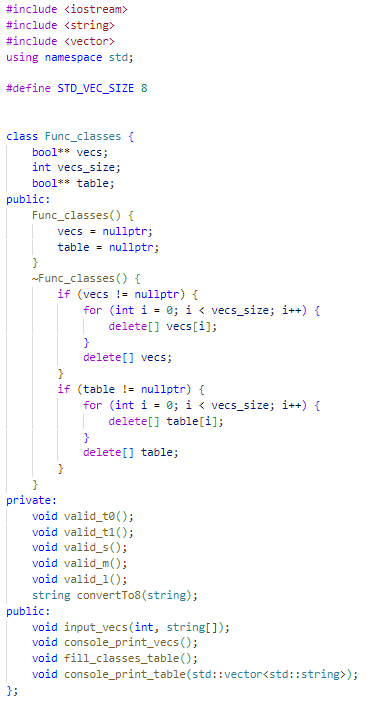 #include <iostream>
#include <string>
#include <vector>
using namespace std;

#define STD_VEC_SIZE 8


class Func_classes {
    bool** vecs;
    int vecs_size;
    bool** table;
public:
    Func_classes() {
        vecs = nullptr;
        table = nullptr;
    }
    ~Func_classes() {
        if (vecs != nullptr) {
            for (int i = 0; i < vecs_size; i++) {
                delete[] vecs[i];
            }
            delete[] vecs;
        }
        if (table != nullptr) {
            for (int i = 0; i < vecs_size; i++) {
                delete[] table[i];
            }
            delete[] table;
        }
    }
private:
    void valid_t0();
    void valid_t1();
    void valid_s();
    void valid_m();
    void valid_l();
    string convertTo8(string);
public:
    void input_vecs(int, string[]);
    void console_print_vecs();
    void fill_classes_table();
    void console_print_table(std::vector<std::string>);
};